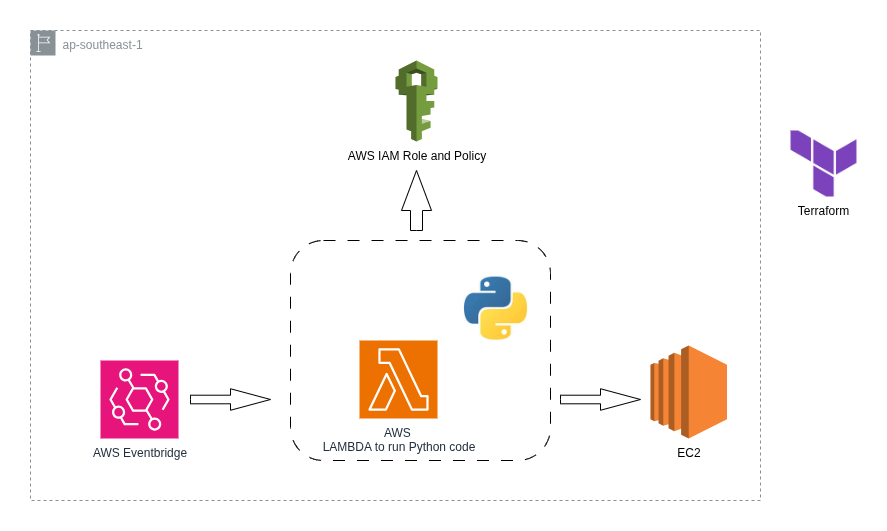 ap-southeast-1
AWS IAM Role and Policy
Terraform
AWS
LAMBDA to run Python code
AWS Eventbridge
EC2